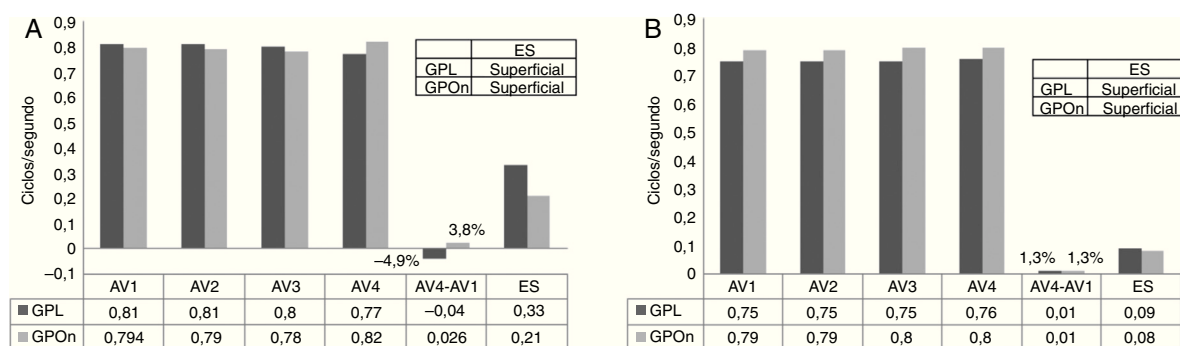 A
0,9
0,8
0,7
0,6
0,5
0,4
0,3
0,2
0,1
0
–0,1
Ciclos/segundo
ES
GPL Superficial
GPOn Superficial
–4,9%
3,8%
AV1 AV2 AV3 AV4 AV4-AV1 ES
GPL 0,81 0,81 0,8 0,77 –0,04 0,33
GPOn 0,794 0,79 0,78 0,82 0,026 0,21
B
0,9
0,8
0,7
0,6
0,5
0,4
0,3
0,2
0,1
0
Ciclos/segundo
ES
GPL Superficial
GPOn Superficial
1,3% 1,3%
AV1 AV2 AV3 AV4 AV4-AV1 ES
GPL 0,75 0,75 0,75 0,76 0,01 0,09
GPOn 0,79 0,79 0,8 0,8 0,01 0,08